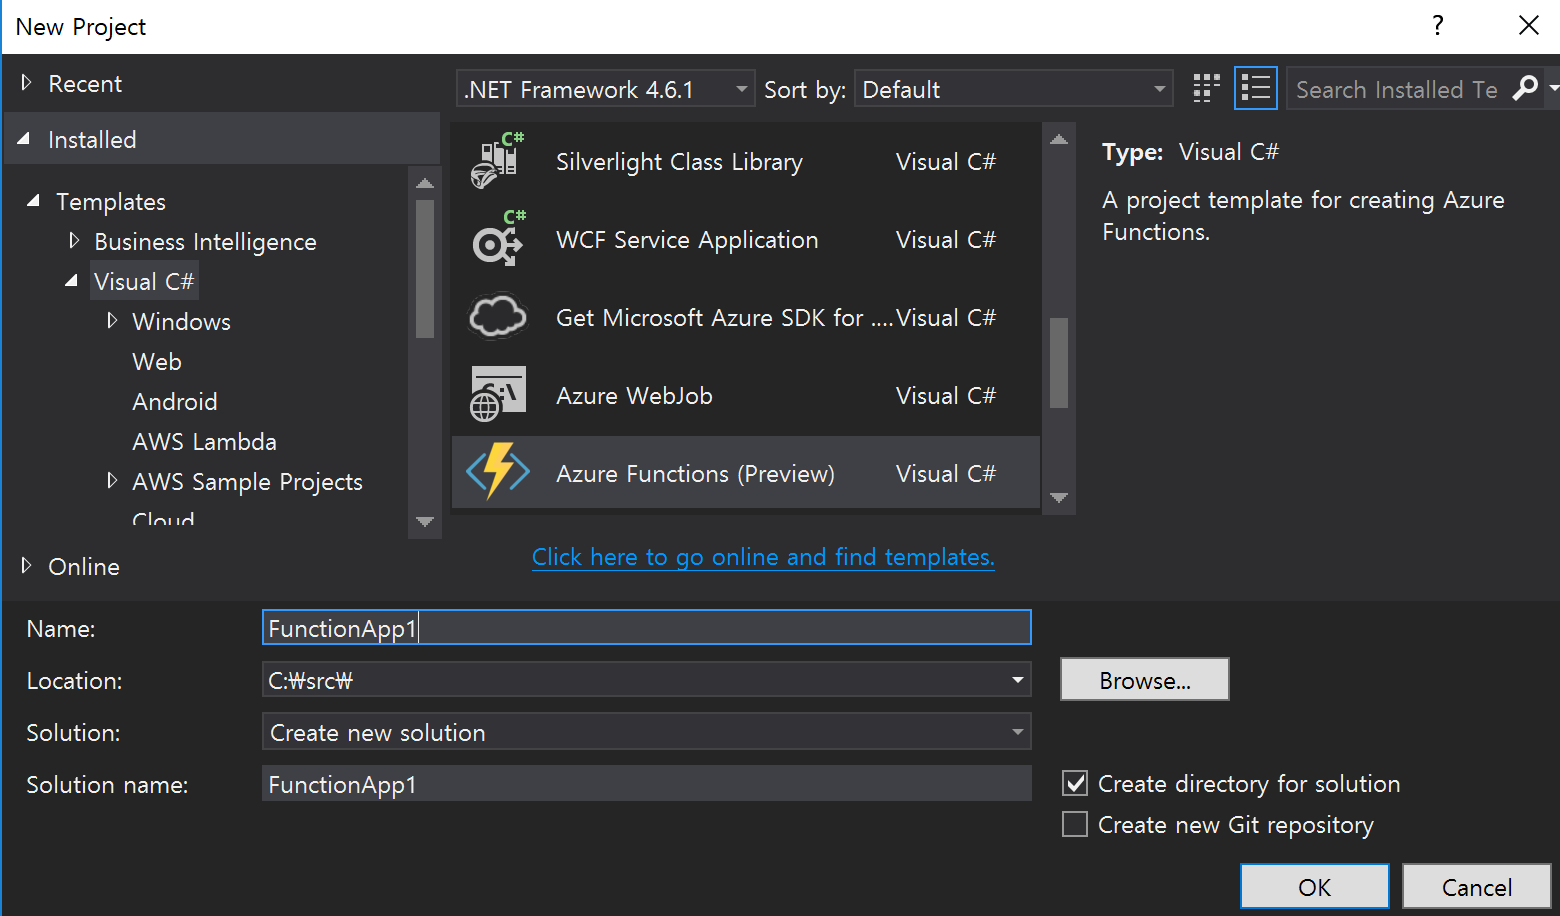 New Project
?
Recent
.NET Framework 4.6.1
Sort by:
Default
Search Installed Te
Installed
Templates
Business Intelligence
Visual C#
Windows
Web
Android
AWS Lambda
AWS Sample Projects
Cloud
Online
C#
Silverlight Class Library
Visual C#
C#
WCF Service Application
Visual C#
Get Microsoft Azure SDK for ....
Visual C#
Azure WebJob
Visual C#
Azure Functions (Preview)
Visual C#
Click here to go online and find templates.
Type: Visual C#
A project template for creating Azure
Functions.
Name:
FunctionApp1
Location:
C:₩src₩
Browse...
Solution:
Create new solution
Solution name:
FunctionApp1
Create directory for solution
Create new Git repository
OK
Cancel